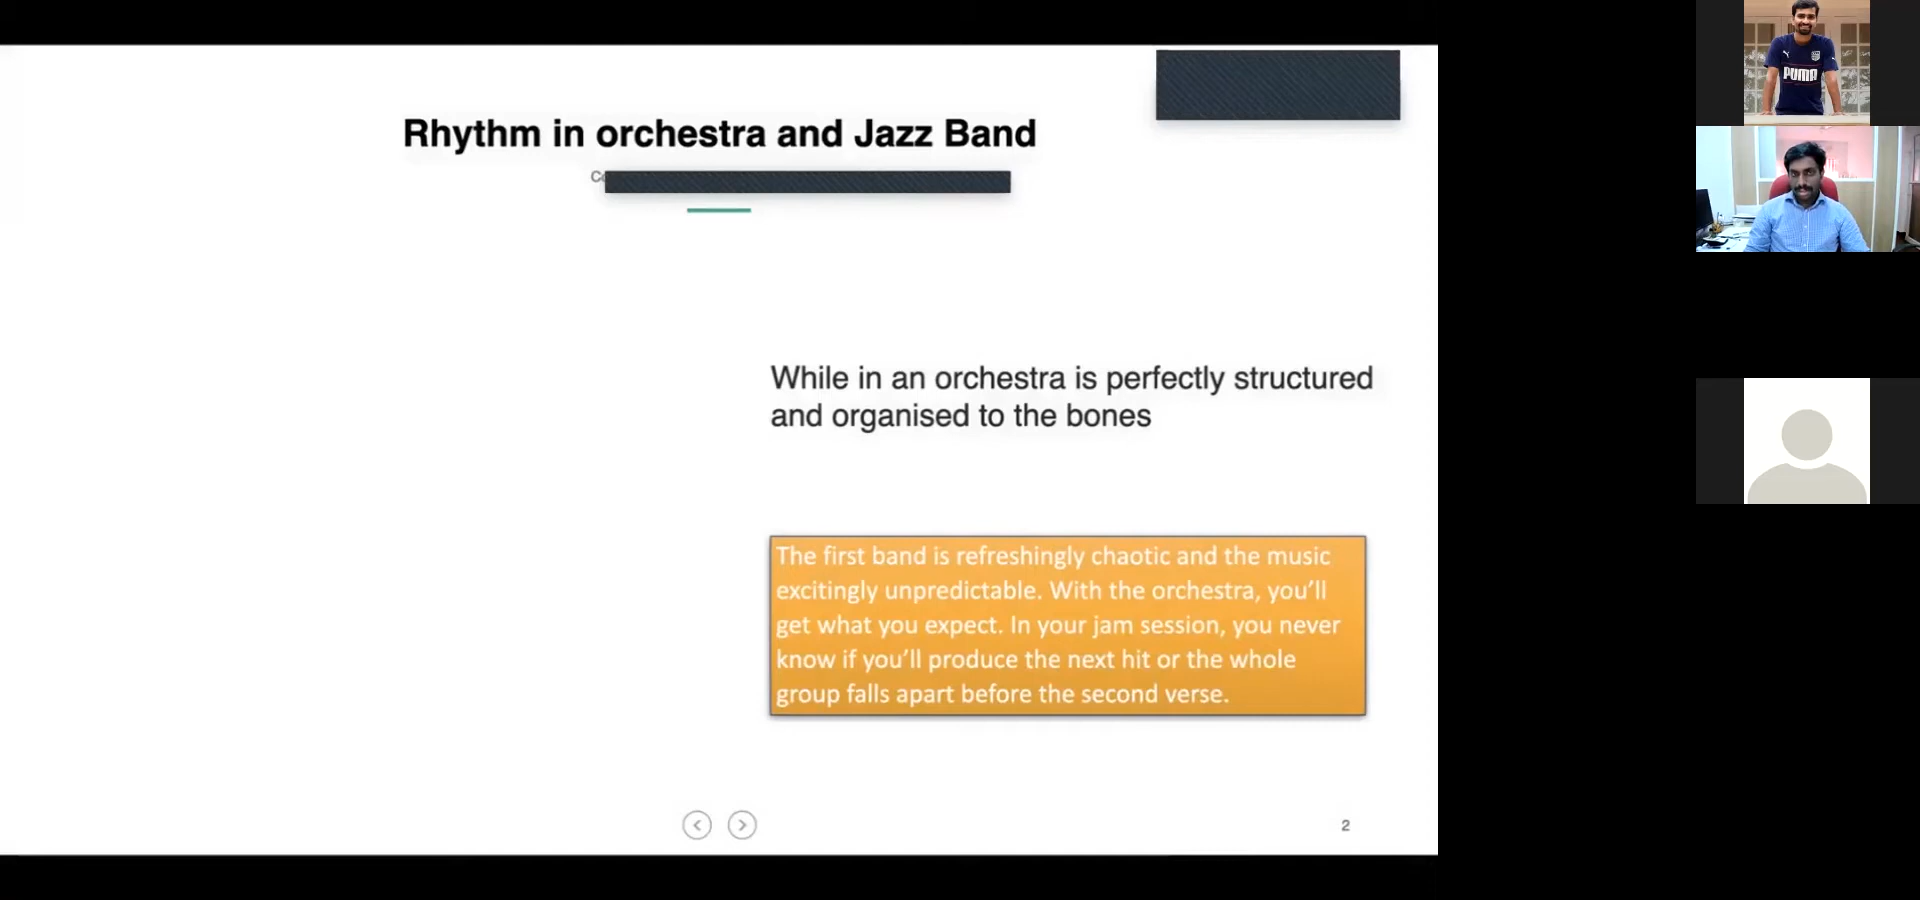 Rhythm in orchestra and Jazz Band
While in an orchestra is perfectly structured
and organised to the bones
The first band is refreshingly chaotic and the music
excitingly unpredictable. With the orchestra, you’ll
get what you expect. In your jam session, you never
know if you’ll produce the next hit or the whole
group falls apart before the second verse.
2
PUMA